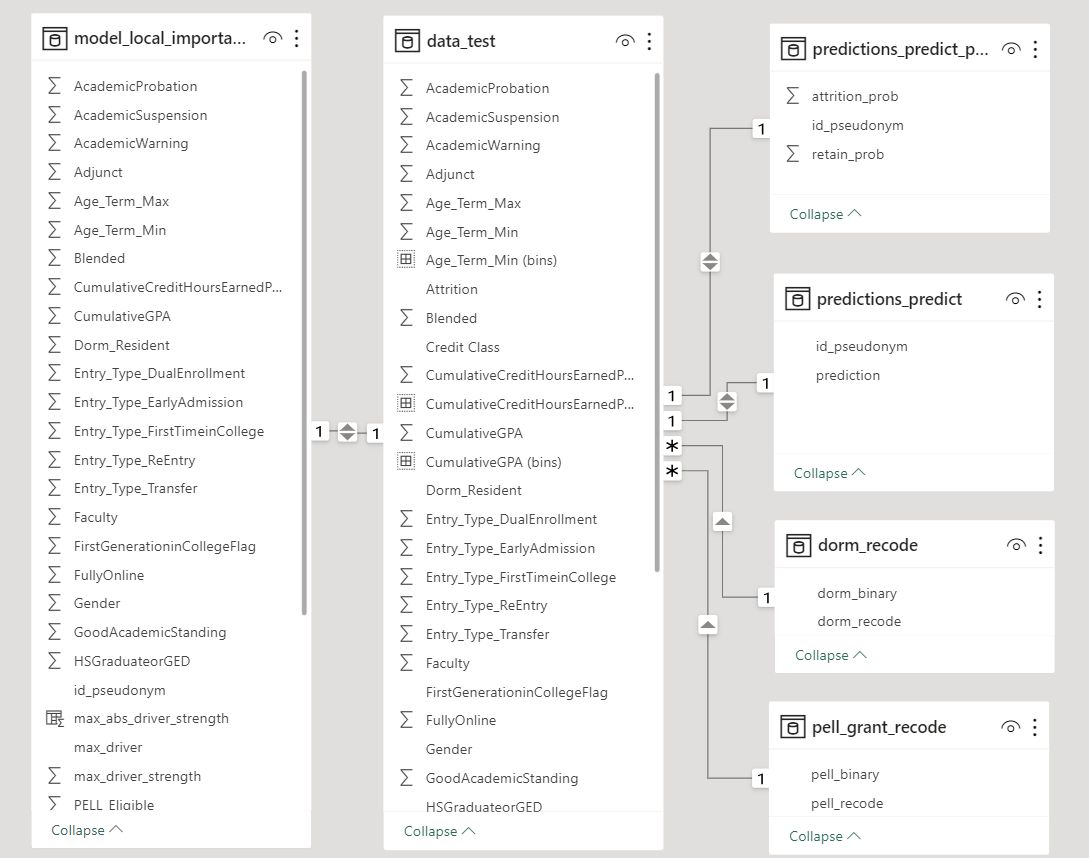 model_local_importa...
AcademicProbation
AcademicSuspension
AcademicWarning
Adjunct
Age_Term_Max
Age_Term_Min
Blended
CumulativeCreditHoursEarnedP...
CumulativeGPA
Dorm_Resident
Entry_Type_DualEnrollment
Entry_Type_EarlyAdmission
Entry_Type_FirstTimeinCollege
Entry_Type_ReEntry
Entry_Type_Transfer
Faculty
FirstGenerationinCollegeFlag
FullyOnline
Gender
GoodAcademicStanding
HSGraduateorGED
id_pseudonym
max_abs_driver_strength
max_driver
max_driver_strength
PELL_Eligible
Collapse
1
1
data_test
AcademicProbation
AcademicSuspension
AcademicWarning
Adjunct
Age_Term_Max
Age_Term_Min
Age_Term_Min (bins)
Attrition
Blended
Credit Class
CumulativeCreditHoursEarnedP...
CumulativeCreditHoursEarnedP...
CumulativeGPA
CumulativeGPA (bins)
Dorm_Resident
Entry_Type_DualEnrollment
Entry_Type_EarlyAdmission
Entry_Type_FirstTimeinCollege
Entry_Type_ReEntry
Entry_Type_Transfer
Faculty
FirstGenerationinCollegeFlag
FullyOnline
Gender
GoodAcademicStanding
HSGraduateorGED
Collapse
1
1
*
*
1
predictions_predict_p...
attrition_prob
id_pseudonym
retain_prob
Collapse
1
predictions_predict
id_pseudonym
prediction
Collapse
1
dorm_recode
dorm_binary
dorm_recode
Collapse
1
pell_grant_recode
pell_binary
pell_recode
Collapse